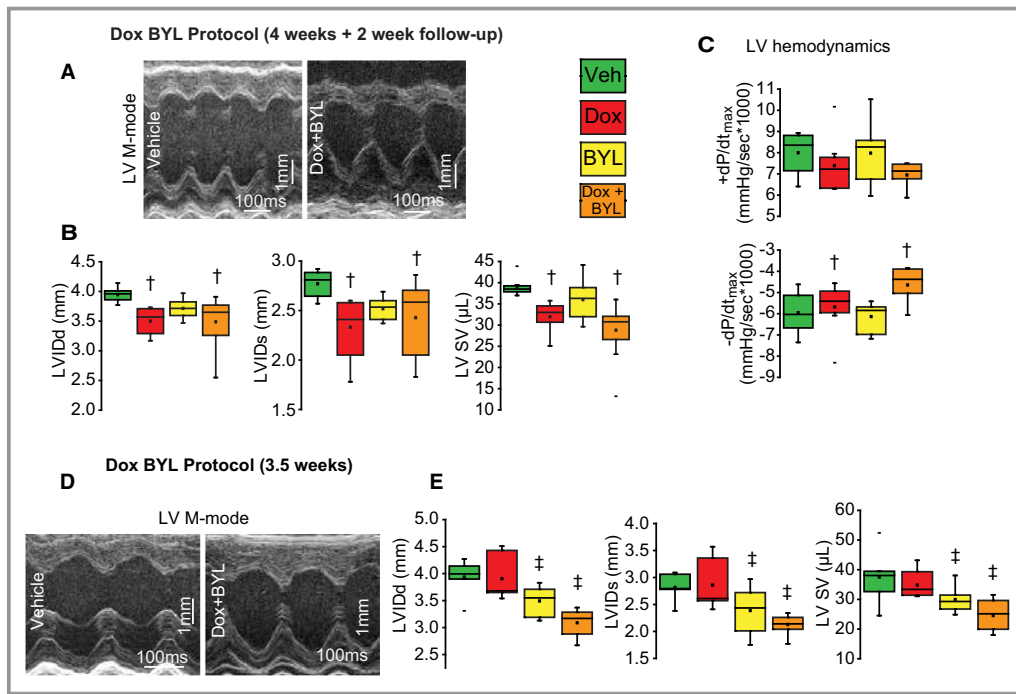 Dox BYL Protocol (4 weeks + 2 week follow-up)
A
LV M-mode
Vehicle
100ms
1mm
Dox+BYL
100ms
1mm
Veh
Dox
BYL
Dox +
BYL
B
LVIDd (mm)
4.5
4.0
3.5
3.0
2.5
2.0
†
†
LVIDs (mm)
3.0
2.5
2.0
1.5
†
†
LV SV (µL)
45
40
35
30
25
20
15
10
†
†
C
LV hemodynamics
+dP/dtmax
(mmHg/sec*1000)
11
10
9
8
7
6
5
-dP/dtmax
(mmHg/sec*1000)
-3
-4
-5
-6
-7
-8
-9
†
†
Dox BYL Protocol (3.5 weeks)
D
LV M-mode
Vehicle
100ms
1mm
Dox+BYL
100ms
1mm
E
LVIDd (mm)
5.0
4.5
4.0
3.5
3.0
2.5
‡
‡
LVIDs (mm)
4.0
3.5
3.0
2.5
2.0
1.5
‡
‡
LV SV (µL)
60
50
40
30
20
10
‡
‡